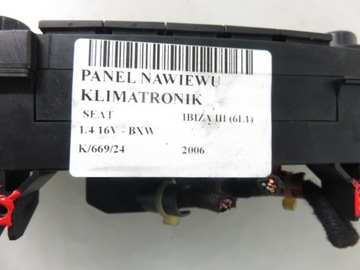 PANEL NAWIEWU
KLIMATRONIK
SEAT IBIZA III (6L1)
1.4 16V - BXW
K/669/24 2006